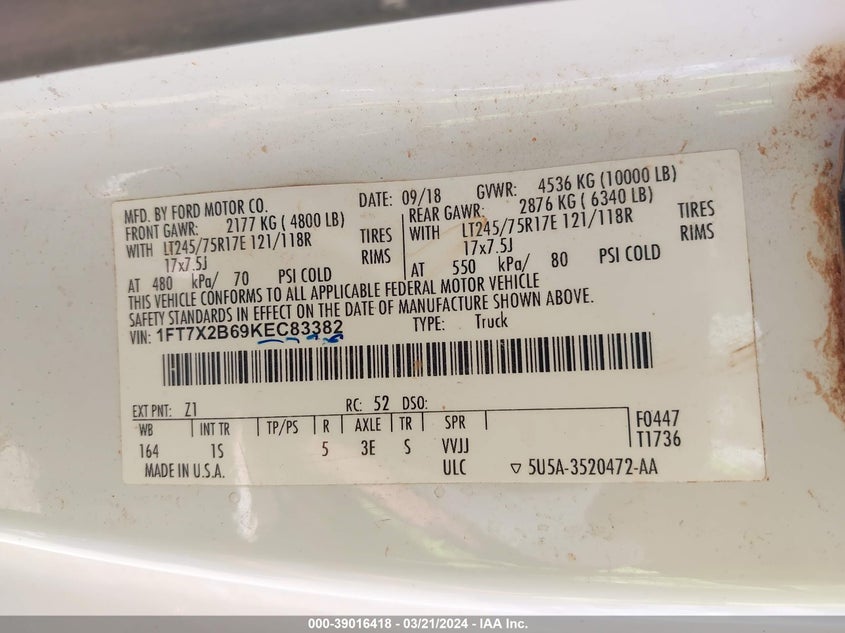 MFD. BY FORD MOTOR CO. DATE: 09/18 GVWR: 4536 KG (10000 LB)
FRONT GAWR: 2177 KG ( 4800 LB) REAR GAWR: 2876 KG ( 6340 LB)
WITH LT245/75R17E 121/118R TIRES WITH LT245/75R17E 121/118R TIRES
17x7.5J RIMS 17x7.5J RIMS
AT 480 kPa/ 70 PSI COLD AT 550 kPa/ 80 PSI COLD
THIS VEHICLE CONFORMS TO ALL APPLICABLE FEDERAL MOTOR VEHICLE
SAFETY STANDARDS IN EFFECT ON THE DATE OF MANUFACTURE SHOWN ABOVE.
VIN: 1FT7X2B69KEC83382 TYPE: Truck
EXT PNT: Z1 RC: 52 DSO:
WB INT TR TP/PS R AXLE TR SPR F0447
164 1S 5 3E S VVJJ T1736
MADE IN U.S.A. ULC ▽ 5U5A-3520472-AA
000-39016418 - 03/21/2024 - IAA Inc.